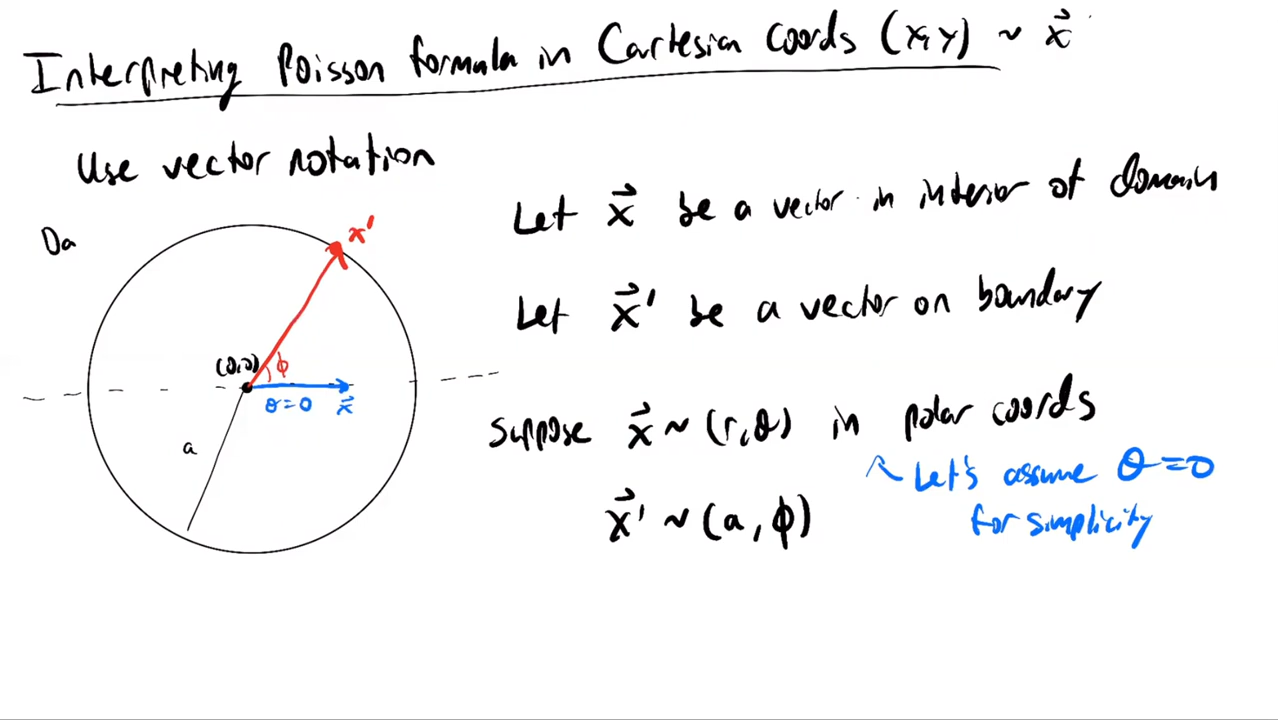 Interpreting Poisson formula in Cartesian coords (x,y) ~ x⃗
Use vector notation
Da
x'
(0,0)
ϕ
θ=0
x⃗
a
Let x⃗ be a vector in interior of domain
Let x⃗' be a vector on boundary
Suppose x⃗ ~ (r,θ) in polar coords
Let's assume θ=0
for simplicity
x⃗' ~ (a, ϕ)